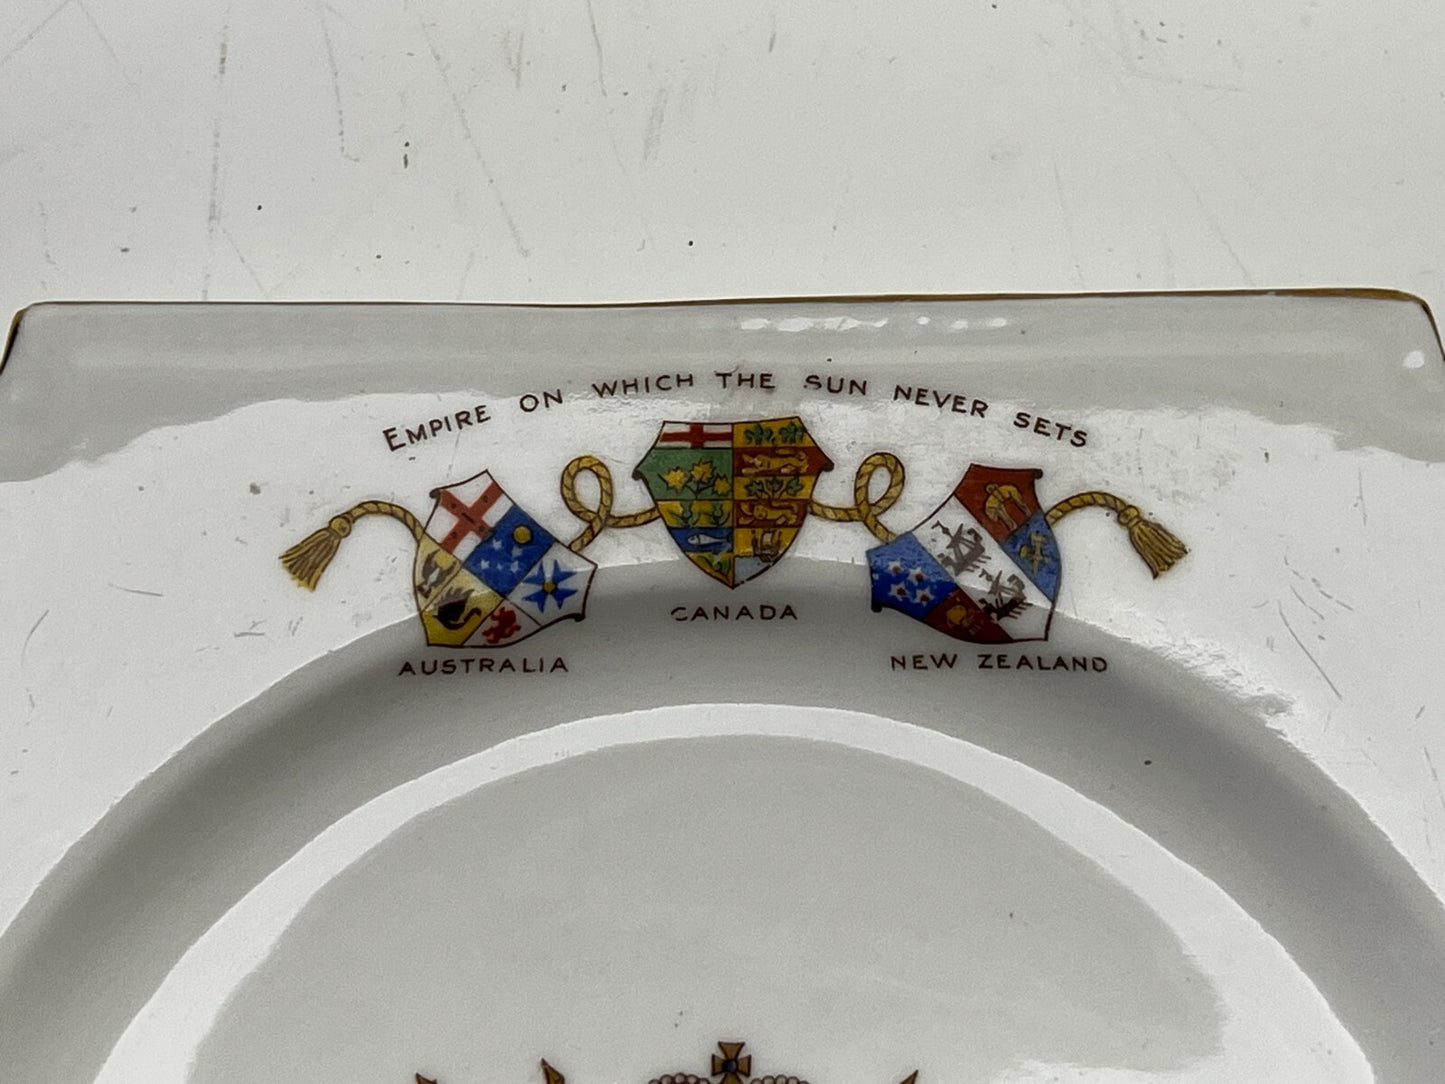 EMPIRE ON WHICH THE SUN NEVER SETS
CANADA
AUSTRALIA
NEW ZEALAND